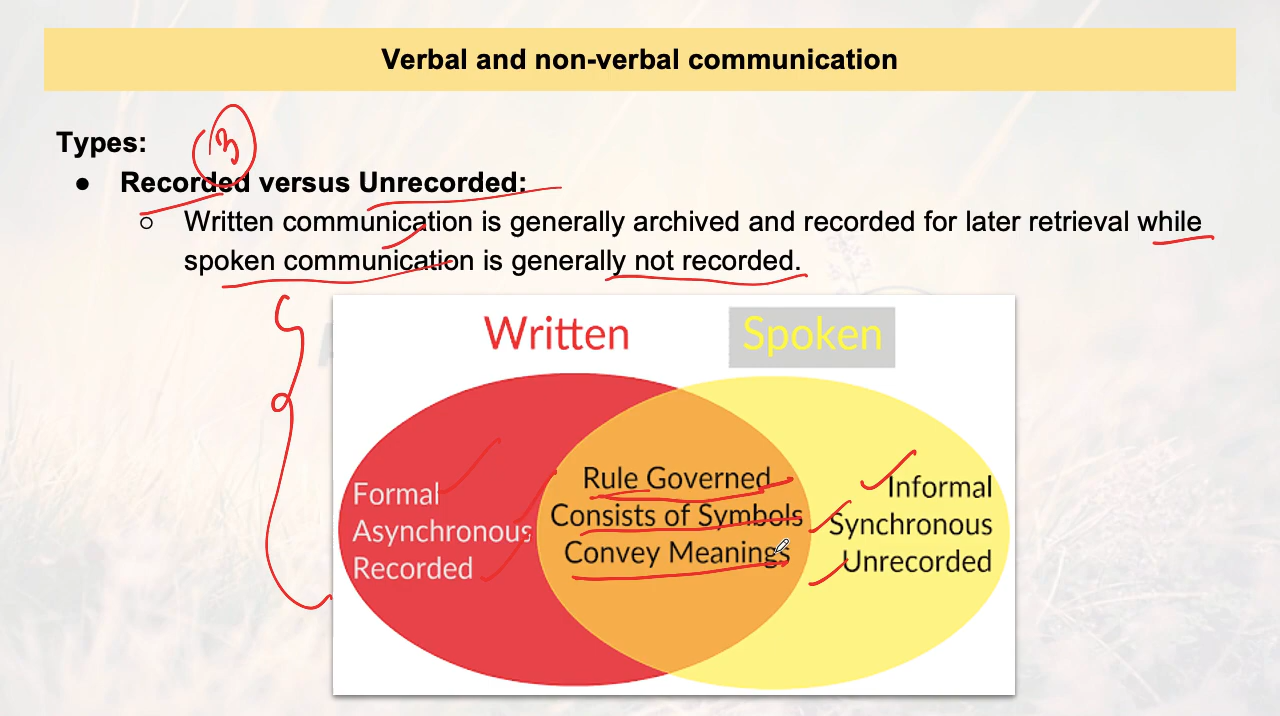 Verbal and non-verbal communication
Types:
3
● Recorded versus Unrecorded:
○ Written communication is generally archived and recorded for later retrieval while
spoken communication is generally not recorded.
Written
Spoken
Formal
Asynchronous
Recorded
Rule Governed
Consists of Symbols
Convey Meanings
Informal
Synchronous
Unrecorded